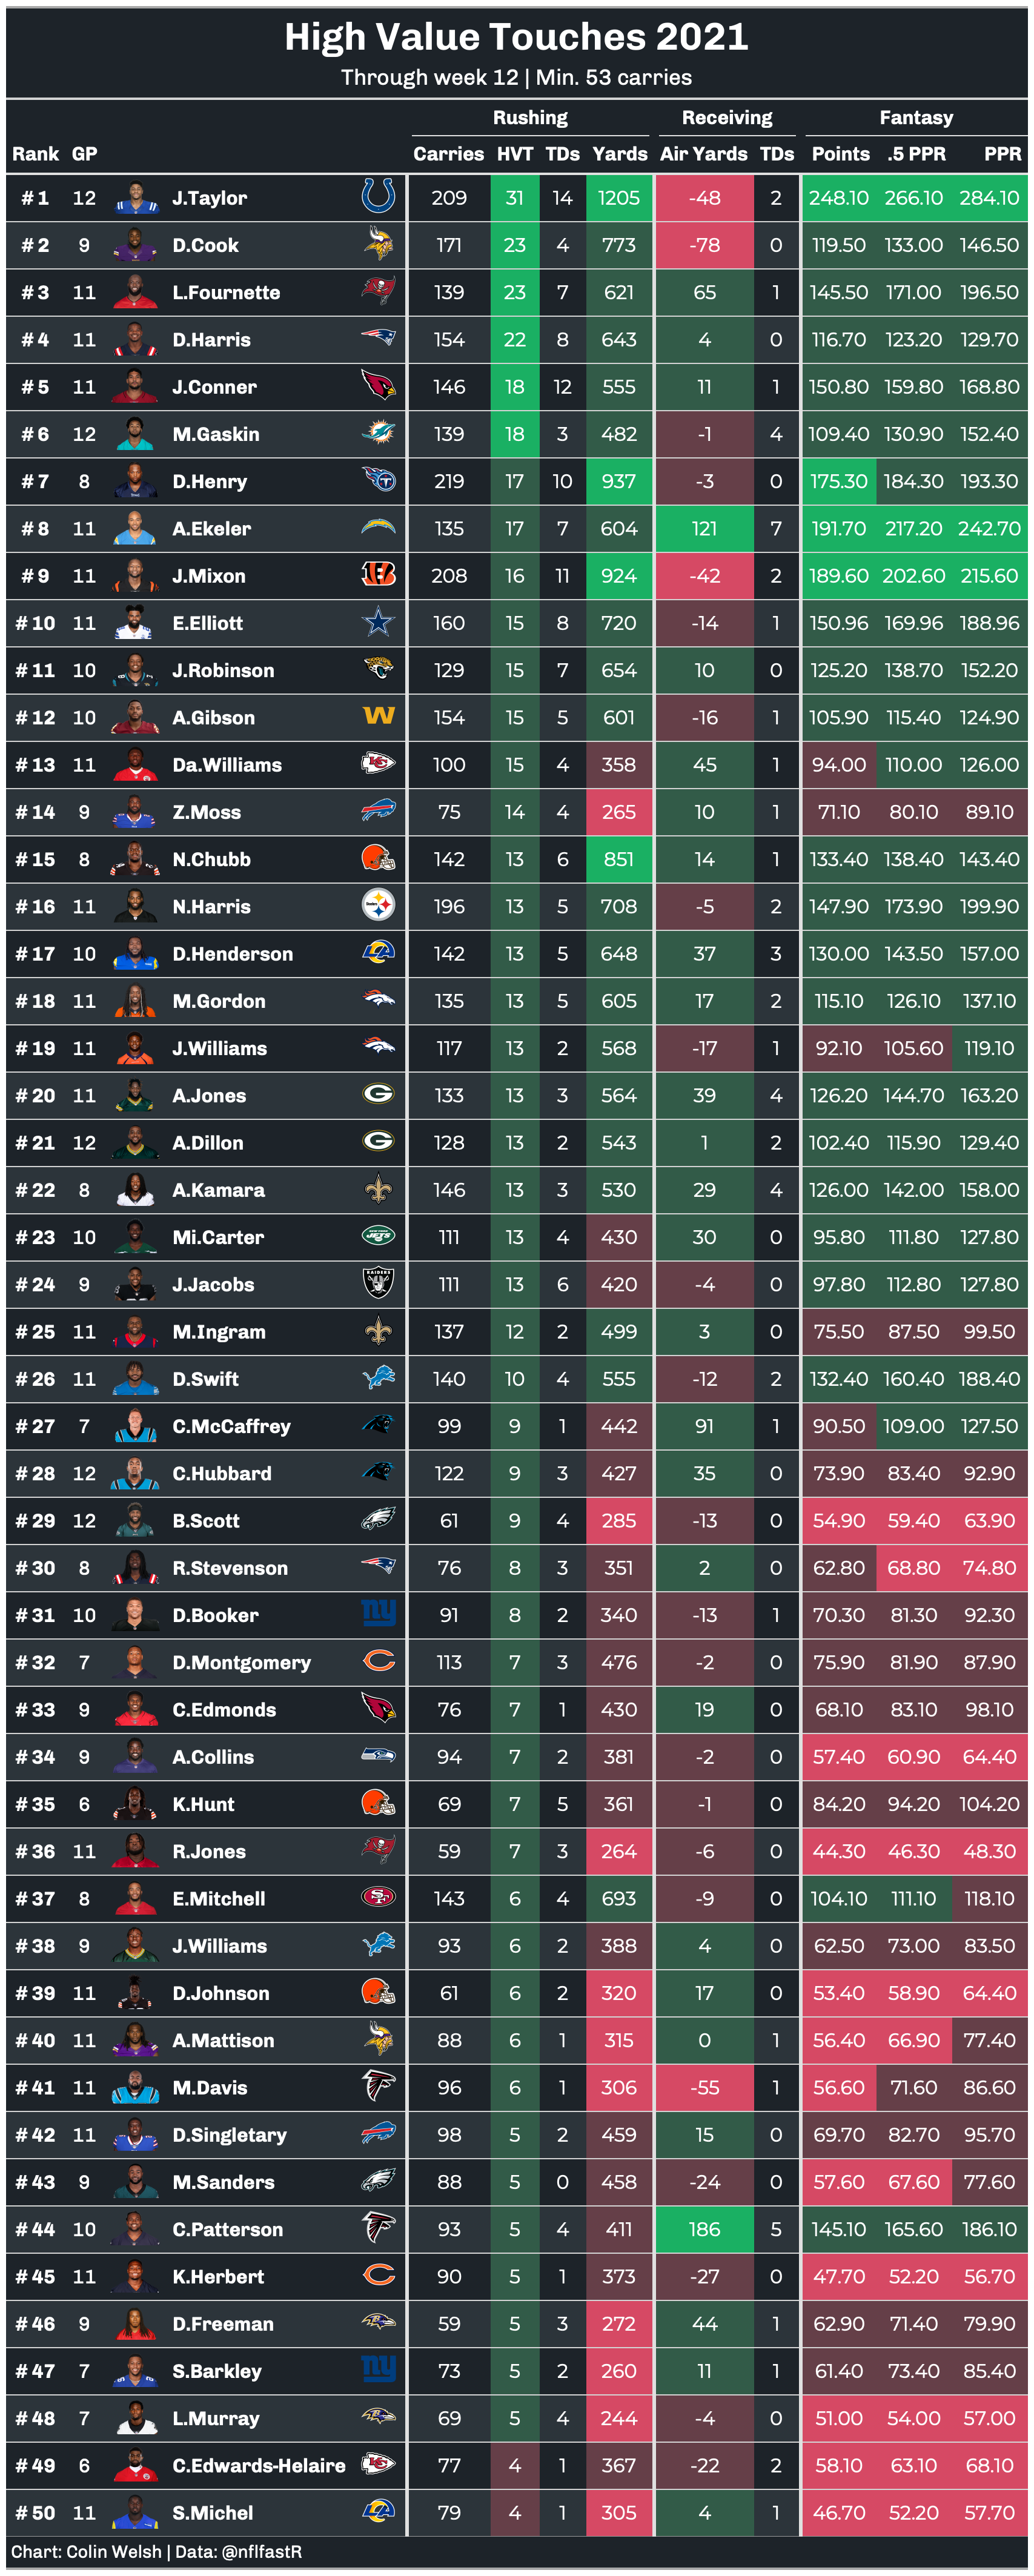 High Value Touches 2021
Through week 12 | Min. 53 carries
Rushing Receiving Fantasy
Rank GP Carries HVT TDs Yards Air Yards TDs Points .5 PPR PPR
# 1 12 J.Taylor 209 31 14 1205 -48 2 248.10 266.10 284.10
# 2 9 D.Cook 171 23 4 773 -78 0 119.50 133.00 146.50
# 3 11 L.Fournette 139 23 7 621 65 1 145.50 171.00 196.50
# 4 11 D.Harris 154 22 8 643 4 0 116.70 123.20 129.70
# 5 11 J.Conner 146 18 12 555 11 1 150.80 159.80 168.80
# 6 12 M.Gaskin 139 18 3 482 -1 4 109.40 130.90 152.40
# 7 8 D.Henry 219 17 10 937 -3 0 175.30 184.30 193.30
# 8 11 A.Ekeler 135 17 7 604 121 7 191.70 217.20 242.70
# 9 11 J.Mixon 208 16 11 924 -42 2 189.60 202.60 215.60
# 10 11 E.Elliott 160 15 8 720 -14 1 150.96 169.96 188.96
# 11 10 J.Robinson 129 15 7 654 10 0 125.20 138.70 152.20
# 12 10 A.Gibson W 154 15 5 601 -16 1 105.90 115.40 124.90
# 13 11 Da.Williams KC 100 15 4 358 45 1 94.00 110.00 126.00
# 14 9 Z.Moss 75 14 4 265 10 1 71.10 80.10 89.10
# 15 8 N.Chubb 142 13 6 851 14 1 133.40 138.40 143.40
# 16 11 N.Harris 196 13 5 708 -5 2 147.90 173.90 199.90
# 17 10 D.Henderson LA 142 13 5 648 37 3 130.00 143.50 157.00
# 18 11 M.Gordon 135 13 5 605 17 2 115.10 126.10 137.10
# 19 11 J.Williams 117 13 2 568 -17 1 92.10 105.60 119.10
# 20 11 A.Jones G 133 13 3 564 39 4 126.20 144.70 163.20
# 21 12 A.Dillon G 128 13 2 543 1 2 102.40 115.90 129.40
# 22 8 A.Kamara 146 13 3 530 29 4 126.00 142.00 158.00
# 23 10 Mi.Carter JETS 111 13 4 430 30 0 95.80 111.80 127.80
# 24 9 J.Jacobs RAIDERS 111 13 6 420 -4 0 97.80 112.80 127.80
# 25 11 M.Ingram 137 12 2 499 3 0 75.50 87.50 99.50
# 26 11 D.Swift 140 10 4 555 -12 2 132.40 160.40 188.40
# 27 7 C.McCaffrey 99 9 1 442 91 1 90.50 109.00 127.50
# 28 12 C.Hubbard 122 9 3 427 35 0 73.90 83.40 92.90
# 29 12 B.Scott 61 9 4 285 -13 0 54.90 59.40 63.90
# 30 8 R.Stevenson 76 8 3 351 2 0 62.80 68.80 74.80
# 31 10 D.Booker ny 91 8 2 340 -13 1 70.30 81.30 92.30
# 32 7 D.Montgomery C 113 7 3 476 -2 0 75.90 81.90 87.90
# 33 9 C.Edmonds 76 7 1 430 19 0 68.10 83.10 98.10
# 34 9 A.Collins 94 7 2 381 -2 0 57.40 60.90 64.40
# 35 6 K.Hunt 69 7 5 361 -1 0 84.20 94.20 104.20
# 36 11 R.Jones 59 7 3 264 -6 0 44.30 46.30 48.30
# 37 8 E.Mitchell SF 143 6 4 693 -9 0 104.10 111.10 118.10
# 38 9 J.Williams 93 6 2 388 4 0 62.50 73.00 83.50
# 39 11 D.Johnson 61 6 2 320 17 0 53.40 58.90 64.40
# 40 11 A.Mattison 88 6 1 315 0 1 56.40 66.90 77.40
# 41 11 M.Davis 96 6 1 306 -55 1 56.60 71.60 86.60
# 42 11 D.Singletary 98 5 2 459 15 0 69.70 82.70 95.70
# 43 9 M.Sanders 88 5 0 458 -24 0 57.60 67.60 77.60
# 44 10 C.Patterson 93 5 4 411 186 5 145.10 165.60 186.10
# 45 11 K.Herbert C 90 5 1 373 -27 0 47.70 52.20 56.70
# 46 9 D.Freeman 59 5 3 272 44 1 62.90 71.40 79.90
# 47 7 S.Barkley ny 73 5 2 260 11 1 61.40 73.40 85.40
# 48 7 L.Murray 69 5 4 244 -4 0 51.00 54.00 57.00
# 49 6 C.Edwards-Helaire KC 77 4 1 367 -22 2 58.10 63.10 68.10
# 50 11 S.Michel LA 79 4 1 305 4 1 46.70 52.20 57.70
Chart: Colin Welsh | Data: @nflfastR